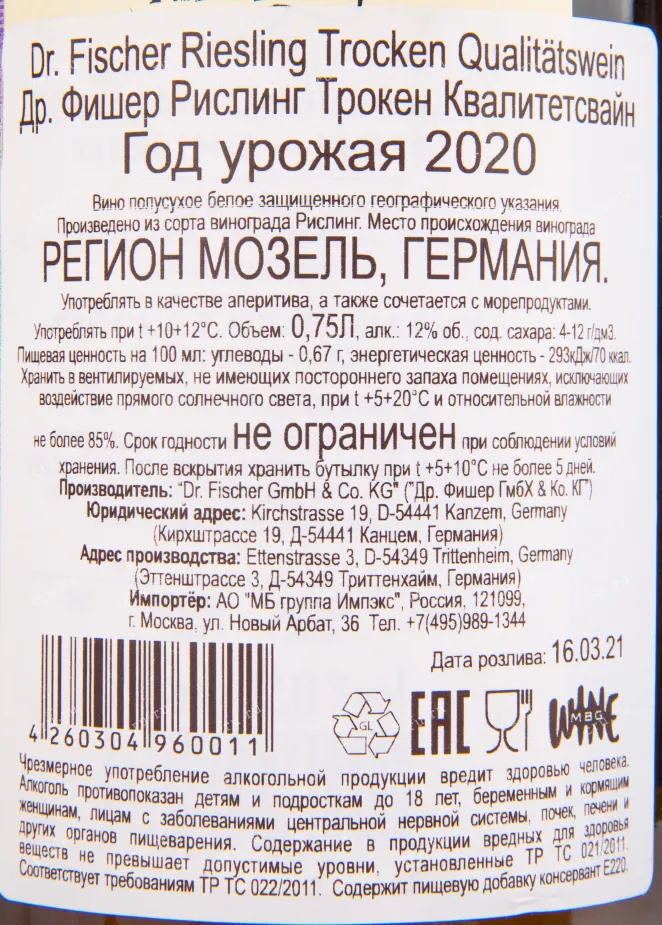 Dr. Fischer Riesling Trocken Qualitätswein
Др. Фишер Рислинг Трокен Квалитетсвайн
Год урожая 2020
Вино полусухое белое защищенного географического указания.
Произведено из сорта винограда Рислинг. Место происхождения винограда
РЕГИОН МОЗЕЛЬ, ГЕРМАНИЯ.
Употреблять в качестве аперитива, а также сочетается с морепродуктами.
Употреблять при t +10+12°C. Объем: 0,75Л, алк.: 12% об., сод. сахара: 4-12 г/дм3.
Пищевая ценность на 100 мл: углеводы - 0,67 г, энергетическая ценность - 293кДж/70 ккал.
Хранить в вентилируемых, не имеющих постороннего запаха помещениях, исключающих
воздействие прямого солнечного света, при t +5+20°C и относительной влажности
не более 85%. Срок годности не ограничен при соблюдении условий
хранения. После вскрытия хранить бутылку при t +5+10°C не более 5 дней.
Производитель: "Dr. Fischer GmbH & Co. KG" ("Др. Фишер ГмбХ & Ко. КГ")
Юридический адрес: Kirchstrasse 19, D-54441 Kanzem, Germany
(Кирхштрассе 19, Д-54441 Канцем, Германия)
Адрес производства: Ettenstrasse 3, D-54349 Trittenheim, Germany
(Эттенштрассе 3, Д-54349 Триттенхайм, Германия)
Импортёр: АО "МБ группа Импэкс", Россия, 121099,
г. Москва, ул. Новый Арбат, 36 Тел. +7(495)989-1344
Дата розлива: 16.03.21
4 260304 960011
GL
EAC
WINE
MBG
Чрезмерное употребление алкогольной продукции вредит здоровью человека.
Алкоголь противопоказан детям и подросткам до 18 лет, беременным и кормящим
женщинам, лицам с заболеваниями центральной нервной системы, почек, печени и
других органов пищеварения. Содержание в продукции вредных для здоровья
веществ не превышает допустимые уровни, установленные ТР ТС 021/2011.
Соответствует требованиям ТР ТС 022/2011. Содержит пищевую добавку консервант Е220.